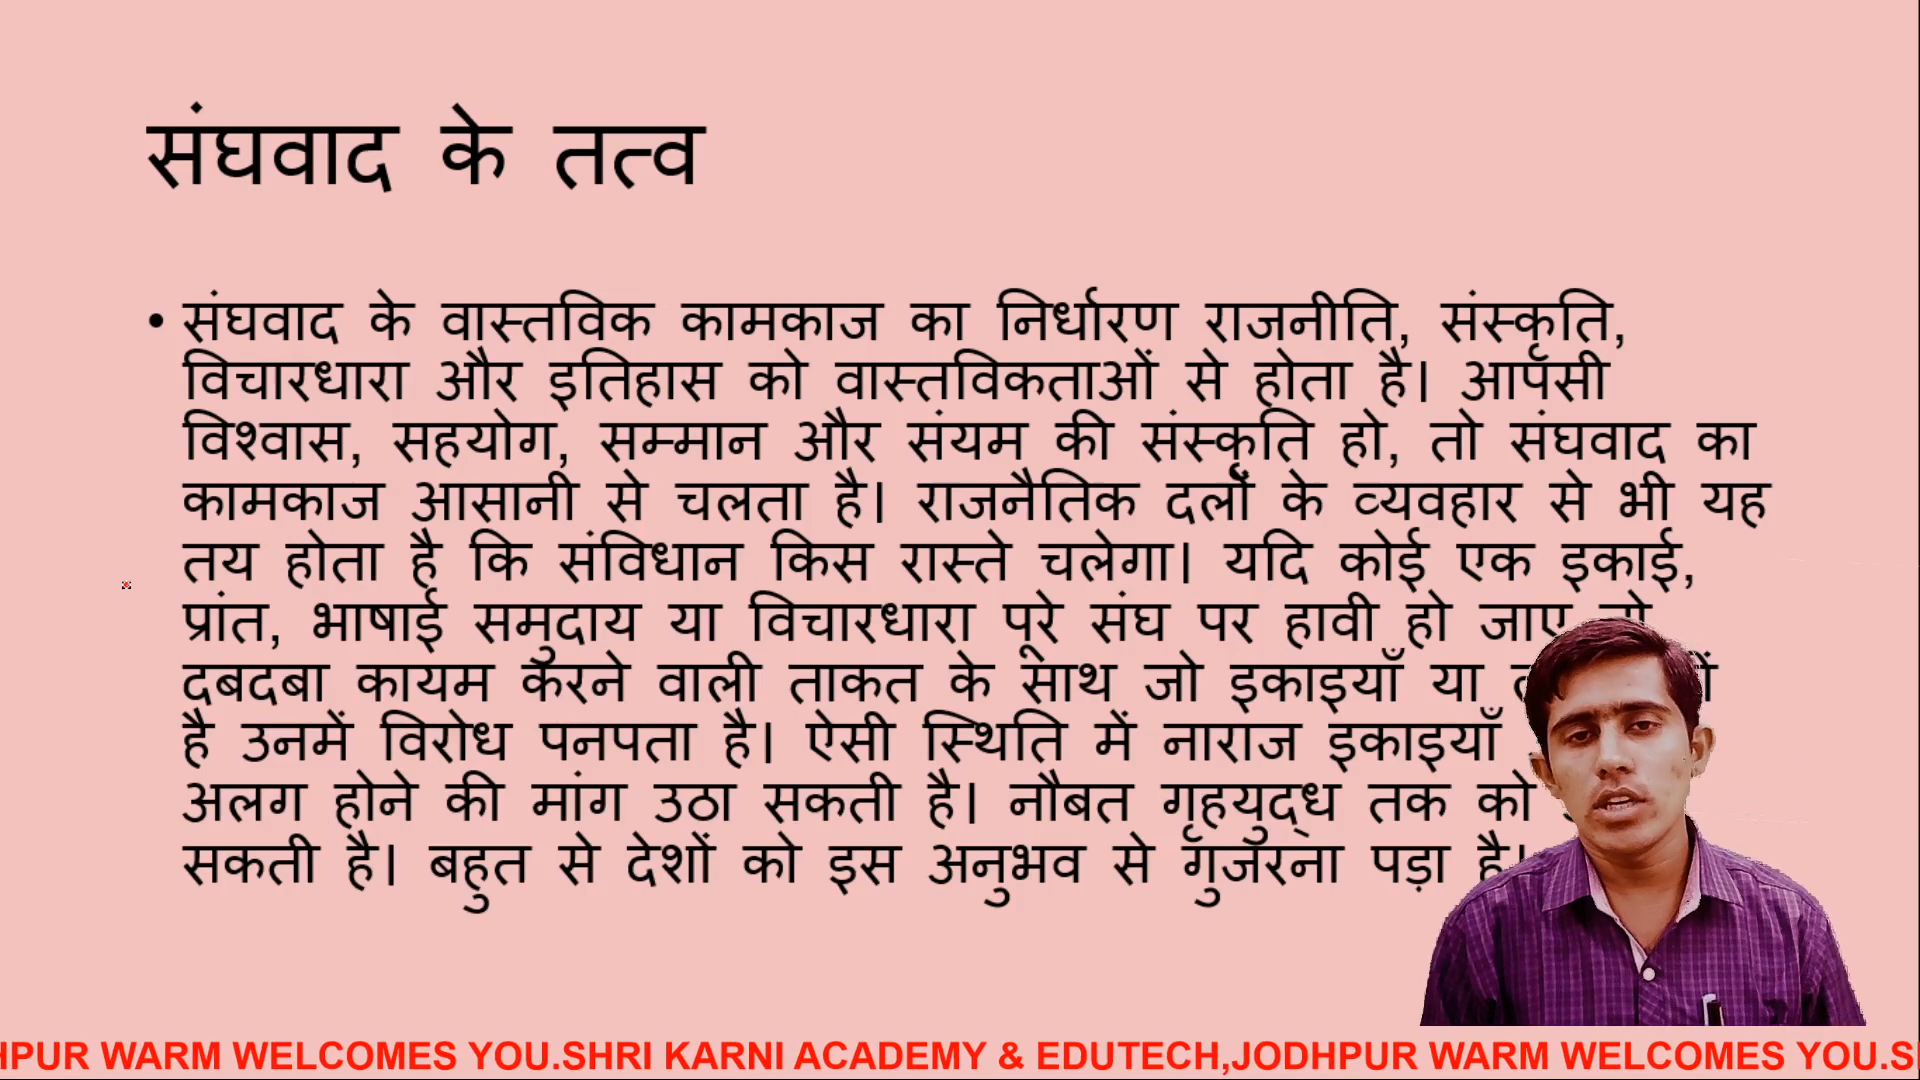 संघवाद के तत्व
• संघवाद के वास्तविक कामकाज का निर्धारण राजनीति, संस्कृति,
विचारधारा और इतिहास को वास्तविकताओं से होता है। आपसी
विश्वास, सहयोग, सम्मान और संयम की संस्कृति हो, तो संघवाद का
कामकाज आसानी से चलता है। राजनैतिक दलों के व्यवहार से भी यह
तय होता है कि संविधान किस रास्ते चलेगा। यदि कोई एक इकाई,
प्रांत, भाषाई समुदाय या विचारधारा पूरे संघ पर हावी हो जाए
दबदबा कायम करने वाली ताकत के साथ जो इकाइयाँ या
है उनमें विरोध पनपता है। ऐसी स्थिति में नाराज इकाइयाँ
अलग होने की मांग उठा सकती है। नौबत गृहयुद्ध तक को
सकती है। बहुत से देशों को इस अनुभव से गुजरना पड़ा है।
HPUR WARM WELCOMES YOU.SHRI KARNI ACADEMY & EDUTECH,JODHPUR WARM WELCOMES YOU.S